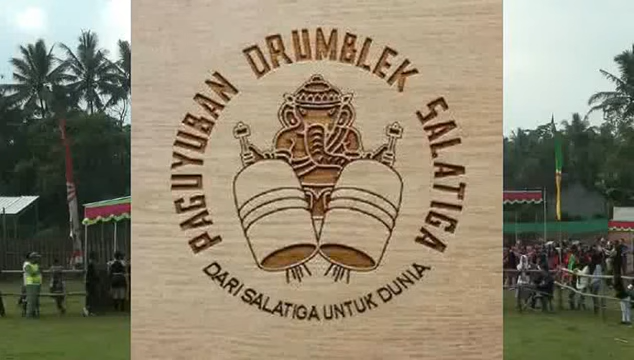 PAGUYUBAN DRUMBLEK SALATIGA
DARI SALATIGA UNTUK DUNIA